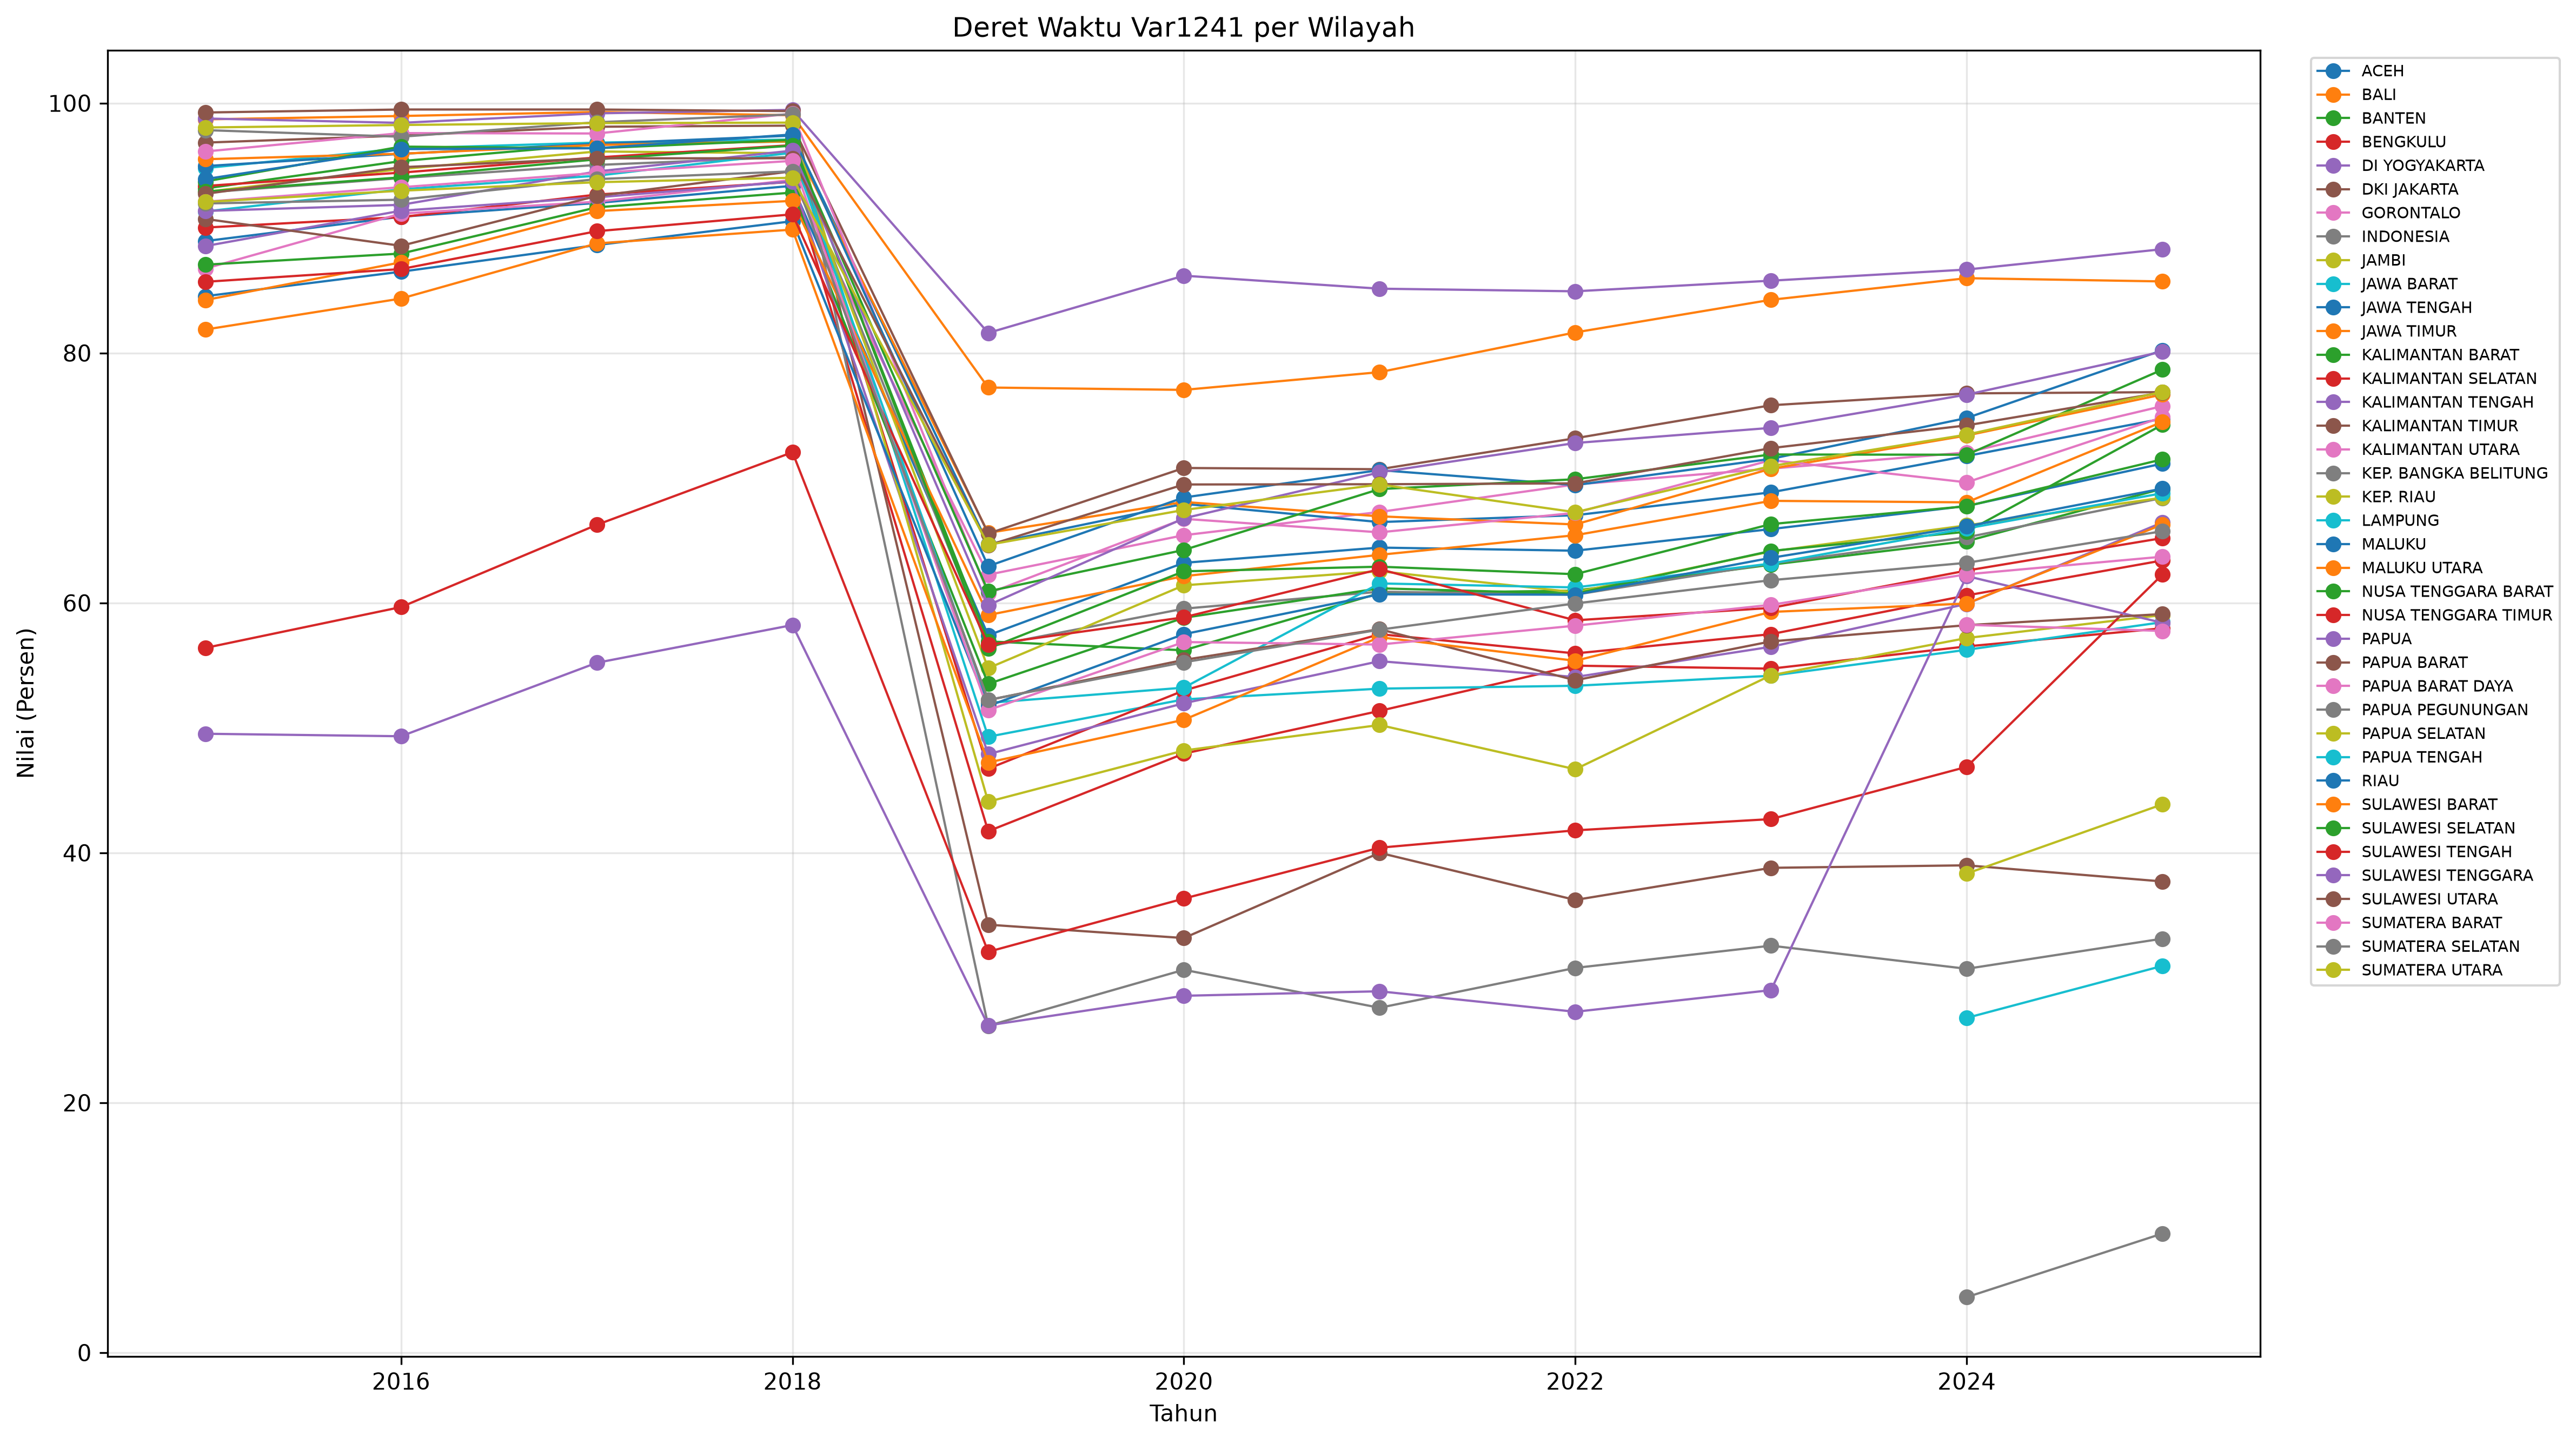 Deret Waktu Var1241 per Wilayah
Nilai (Persen)
100
80
60
40
20
0
2016
2018
2020
2022
2024
Tahun
ACEH
BALI
BANTEN
BENGKULU
DI YOGYAKARTA
DKI JAKARTA
GORONTALO
INDONESIA
JAMBI
JAWA BARAT
JAWA TENGAH
JAWA TIMUR
KALIMANTAN BARAT
KALIMANTAN SELATAN
KALIMANTAN TENGAH
KALIMANTAN TIMUR
KALIMANTAN UTARA
KEP. BANGKA BELITUNG
KEP. RIAU
LAMPUNG
MALUKU
MALUKU UTARA
NUSA TENGGARA BARAT
NUSA TENGGARA TIMUR
PAPUA
PAPUA BARAT
PAPUA BARAT DAYA
PAPUA PEGUNUNGAN
PAPUA SELATAN
PAPUA TENGAH
RIAU
SULAWESI BARAT
SULAWESI SELATAN
SULAWESI TENGAH
SULAWESI TENGGARA
SULAWESI UTARA
SUMATERA BARAT
SUMATERA SELATAN
SUMATERA UTARA